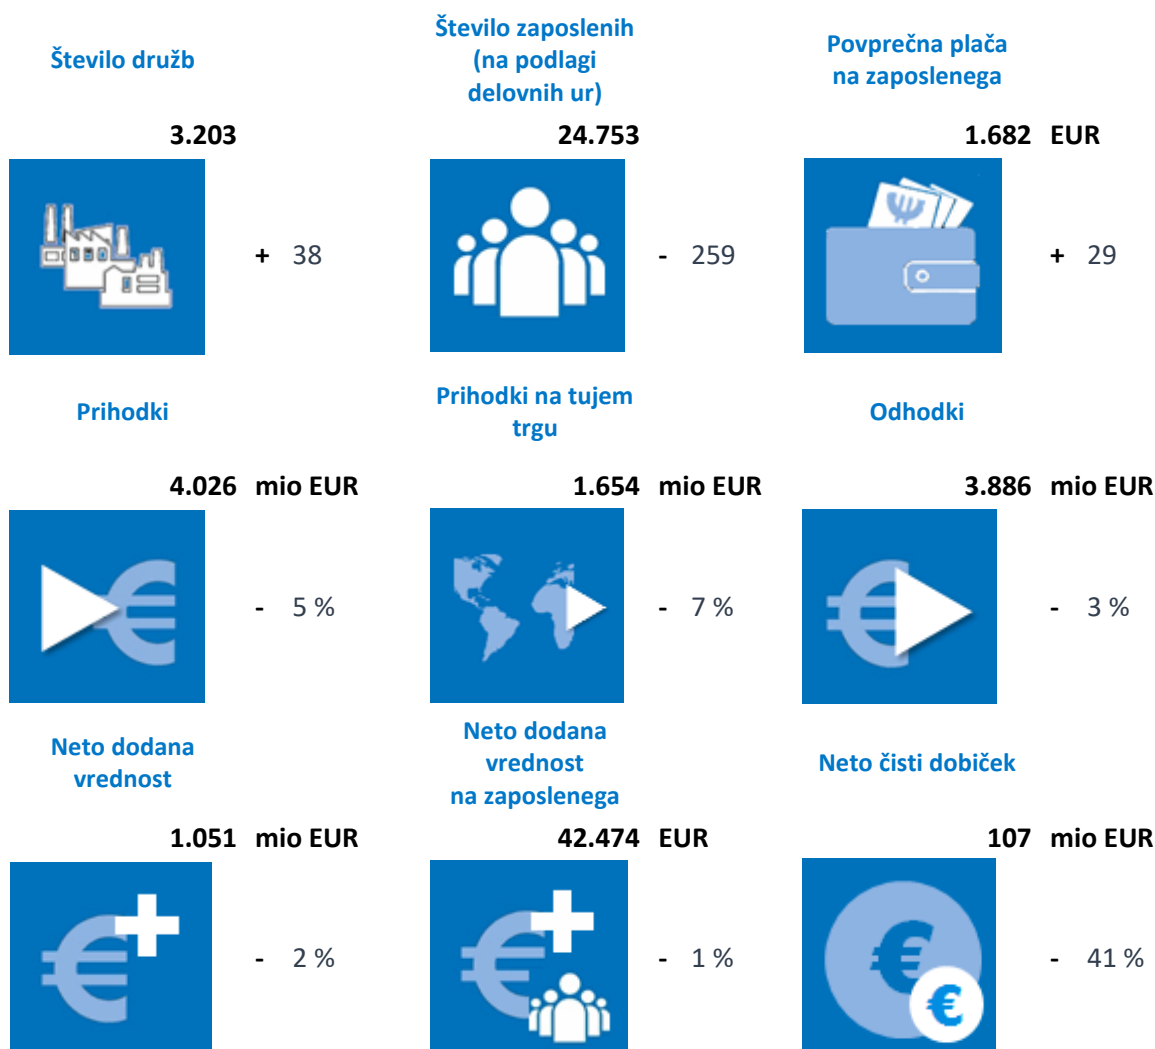 Število družb
Število zaposlenih
(na podlagi
delovnih ur)
Povprečna plača
na zaposlenega
3.203
24.753
1.682 EUR
+ 38
- 259
+ 29
Prihodki
Prihodki na tujem
trgu
Odhodki
4.026 mio EUR
1.654 mio EUR
3.886 mio EUR
- 5 %
- 7 %
- 3 %
Neto dodana
vrednost
Neto dodana
vrednost
na zaposlenega
Neto čisti dobiček
1.051 mio EUR
42.474 EUR
107 mio EUR
- 2 %
- 1 %
- 41 %